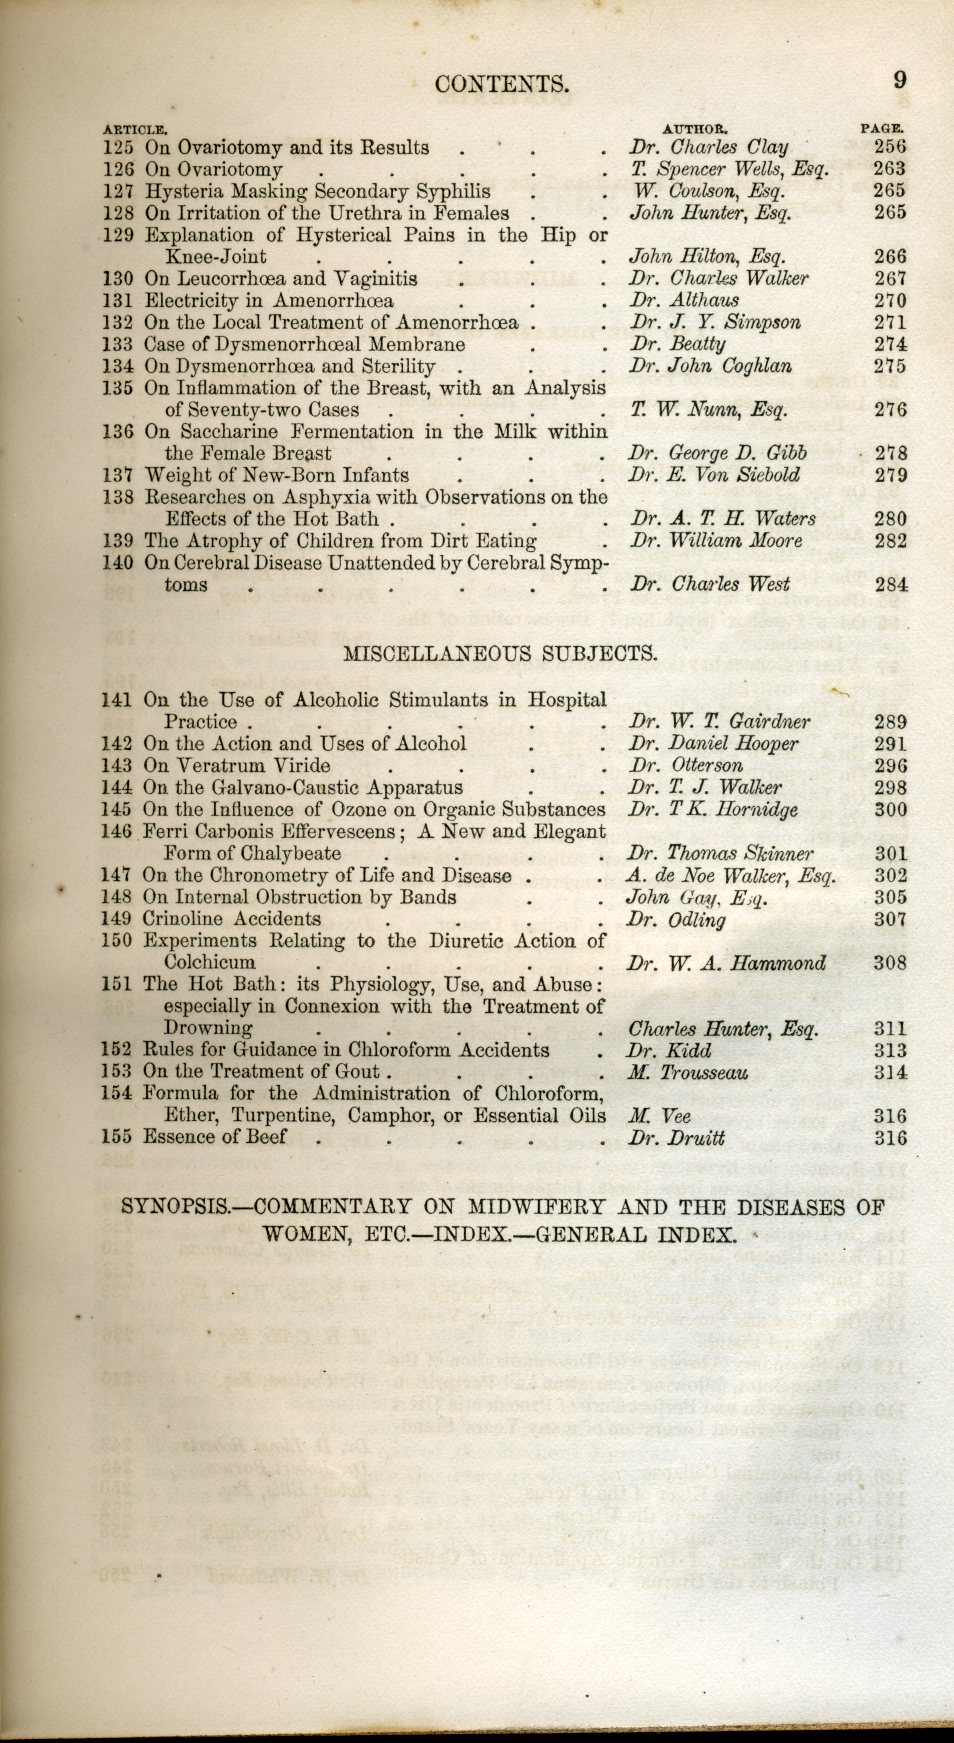 CONTENTS. 9
ARTICLE. AUTHOR. PAGE.
125 On Ovariotomy and its Results . . . Dr. Charles Clay 256
126 On Ovariotomy . . . . . T. Spencer Wells, Esq. 263
127 Hysteria Masking Secondary Syphilis . . W. Coulson, Esq. 265
128 On Irritation of the Urethra in Females . . John Hunter, Esq. 265
129 Explanation of Hysterical Pains in the Hip or
Knee-Joint . . . . . John Hilton, Esq. 266
130 On Leucorrhœa and Vaginitis . . . Dr. Charles Walker 267
131 Electricity in Amenorrhœa . . . Dr. Althaus 270
132 On the Local Treatment of Amenorrhœa . . Dr. J. Y. Simpson 271
133 Case of Dysmenorrhœal Membrane . . Dr. Beatty 274
134 On Dysmenorrhœa and Sterility . . . Dr. John Coghlan 275
135 On Inflammation of the Breast, with an Analysis
of Seventy-two Cases . . . . T. W. Nunn, Esq. 276
136 On Saccharine Fermentation in the Milk within
the Female Breast . . . . Dr. George D. Gibb 278
137 Weight of New-Born Infants . . . Dr. E. Von Siebold 279
138 Researches on Asphyxia with Observations on the
Effects of the Hot Bath . . . . Dr. A. T. H. Waters 280
139 The Atrophy of Children from Dirt Eating . Dr. William Moore 282
140 On Cerebral Disease Unattended by Cerebral Symp-
toms . . . . . . Dr. Charles West 284
MISCELLANEOUS SUBJECTS.
141 On the Use of Alcoholic Stimulants in Hospital
Practice . . . . . . Dr. W. T. Gairdner 289
142 On the Action and Uses of Alcohol . . Dr. Daniel Hooper 291
143 On Veratrum Viride . . . . Dr. Otterson 296
144 On the Galvano-Caustic Apparatus . . Dr. T. J. Walker 298
145 On the Influence of Ozone on Organic Substances Dr. T K. Hornidge 300
146 Ferri Carbonis Effervescens; A New and Elegant
Form of Chalybeate . . . . Dr. Thomas Skinner 301
147 On the Chronometry of Life and Disease . . A. de Noe Walker, Esq. 302
148 On Internal Obstruction by Bands . . John Gay, Esq. 305
149 Crinoline Accidents . . . . Dr. Odling 307
150 Experiments Relating to the Diuretic Action of
Colchicum . . . . . Dr. W. A. Hammond 308
151 The Hot Bath: its Physiology, Use, and Abuse:
especially in Connexion with the Treatment of
Drowning . . . . . Charles Hunter, Esq. 311
152 Rules for Guidance in Chloroform Accidents . Dr. Kidd 313
153 On the Treatment of Gout . . . . M. Trousseau 314
154 Formula for the Administration of Chloroform,
Ether, Turpentine, Camphor, or Essential Oils M. Vee 316
155 Essence of Beef . . . . . Dr. Druitt 316
SYNOPSIS.—COMMENTARY ON MIDWIFERY AND THE DISEASES OF
WOMEN, ETC.—INDEX.—GENERAL INDEX.